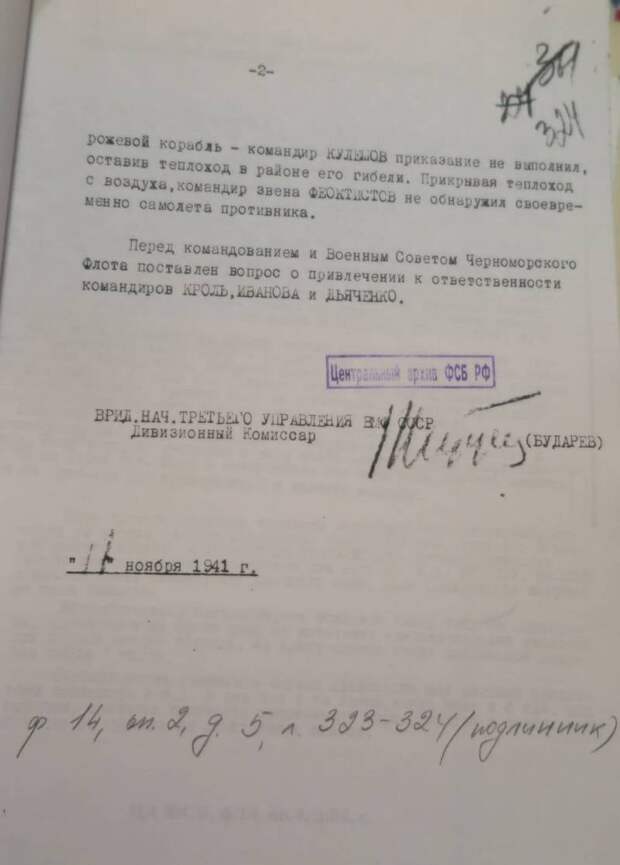 -2-
324
рожевой корабль - командир КУЛЕШОВ приказание не выполнил,
оставив теплоход в районе его гибели. Прикрывая теплоход
с воздуха,командир звена ФЕОКТИСТОВ не обнаружил своевре-
менно самолета противника.
Перед командованием и Военным Советом Черноморского
Флота поставлен вопрос о привлечении к ответственности
командиров КРОЛЬ,ИВАНОВА и ДЬЯЧЕНКО.
Центральный архив ФСБ РФ
ВРИД.НАЧ.ТРЕТЬЕГО УПРАВЛЕНИЯ ВМФ СССР
Дивизионный Комиссар
(БУДАРЕВ)
" " ноября 1941 г.
ф 14, оп. 2, д. 5, л. 323-324 (подлинник)